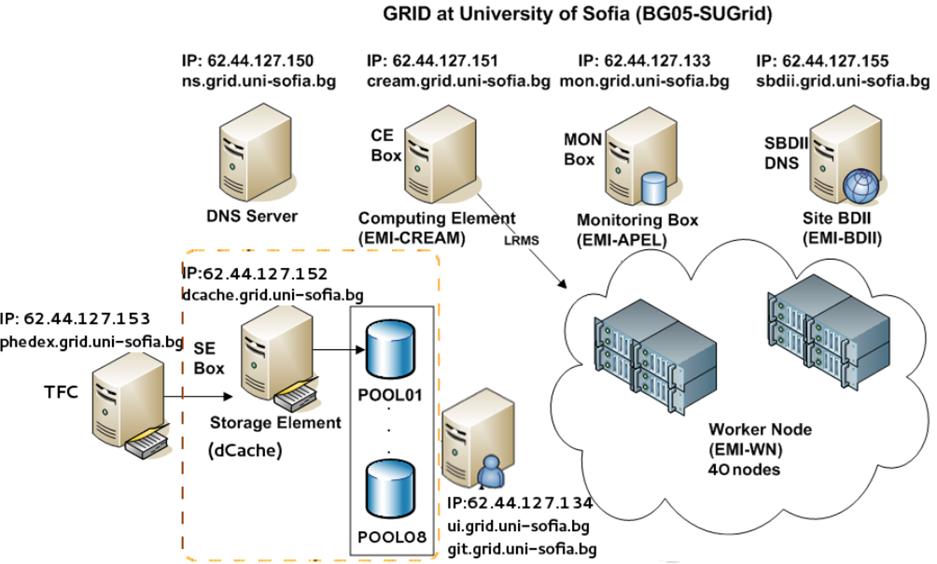 GRID at University of Sofia (BG05-SUGrid)
IP: 62.44.127.150
ns.grid.uni-sofia.bg
DNS Server
IP: 62.44.127.151
cream.grid.uni-sofia.bg
CE
Box
Computing Element
(EMI-CREAM)
LRMS
IP: 62.44.127.133
mon.grid.uni-sofia.bg
MON
Box
Monitoring Box
(EMI-APEL)
IP: 62.44.127.155
sbdii.grid.uni-sofia.bg
SBDII
DNS
Site BDII
(EMI-BDII)
IP: 62.44.127.153
phedex.grid.uni-sofia.bg
TFC
IP:62.44.127.152
dcache.grid.uni-sofia.bg
SE
Box
Storage Element
(dCache)
POOL01
.
.
POOL08
IP:62.44.127.134
ui.grid.uni-sofia.bg
git.grid.uni-sofia.bg
Worker Node
(EMI-WN)
40 nodes